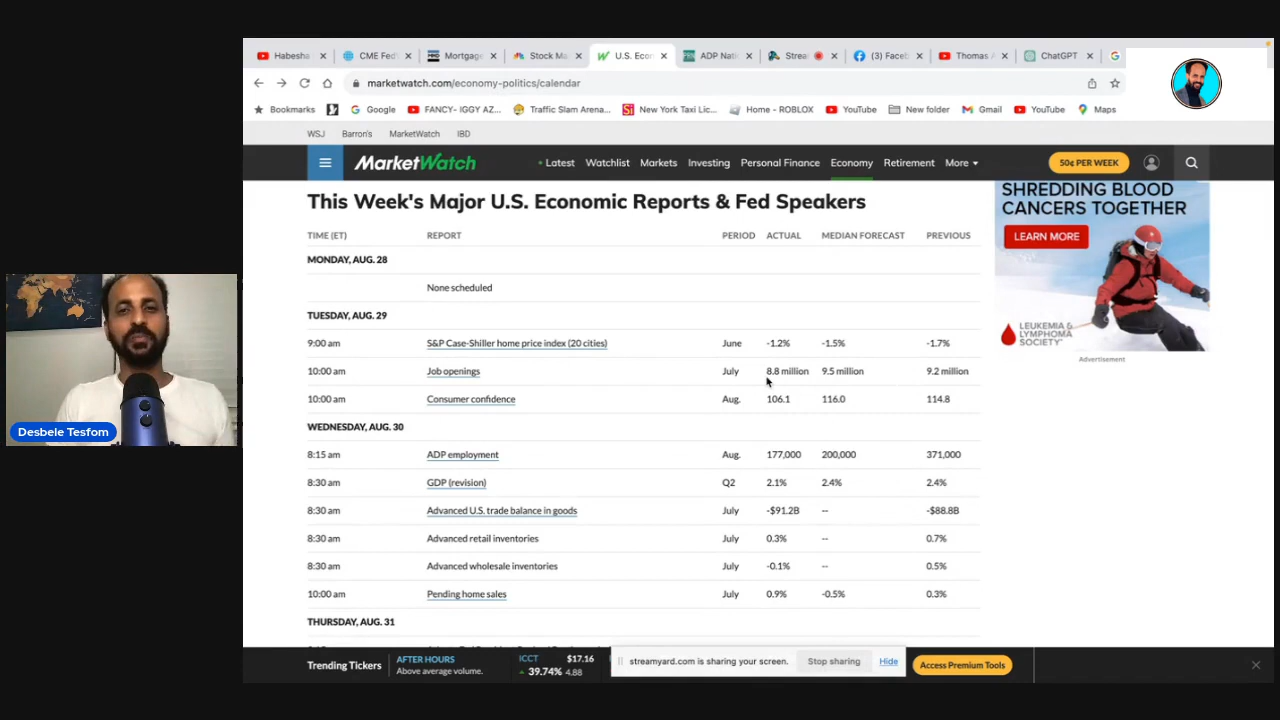 Habesha
CME Fed
Mortgage
Stock Ma
U.S. Econ
ADP Nati
Strea
(3) Faceb
Thomas A
ChatGPT
marketwatch.com/economy-politics/calendar
Bookmarks
Google
FANCY- IGGY AZ...
Traffic Slam Arena...
New York Taxi Lic...
Home - ROBLOX
YouTube
New folder
Gmail
YouTube
Maps
WSJ Barron's MarketWatch IBD
MarketWatch
Latest Watchlist Markets Investing Personal Finance Economy Retirement More
50¢ PER WEEK
This Week's Major U.S. Economic Reports & Fed Speakers
TIME (ET) REPORT PERIOD ACTUAL MEDIAN FORECAST PREVIOUS
MONDAY, AUG. 28
None scheduled
TUESDAY, AUG. 29
9:00 am S&P Case-Shiller home price index (20 cities) June -1.2% -1.5% -1.7%
10:00 am Job openings July 8.8 million 9.5 million 9.2 million
10:00 am Consumer confidence Aug. 106.1 116.0 114.8
WEDNESDAY, AUG. 30
8:15 am ADP employment Aug. 177,000 200,000 371,000
8:30 am GDP (revision) Q2 2.1% 2.4% 2.4%
8:30 am Advanced U.S. trade balance in goods July -$91.2B -- -$88.8B
8:30 am Advanced retail inventories July 0.3% -- 0.7%
8:30 am Advanced wholesale inventories July -0.1% -- 0.5%
10:00 am Pending home sales July 0.9% -0.5% 0.3%
THURSDAY, AUG. 31
SHREDDING BLOOD
CANCERS TOGETHER
LEARN MORE
LEUKEMIA &
LYMPHOMA
SOCIETY
Advertisement
Desbele Tesfom
Trending Tickers
AFTER HOURS
Above average volume.
ICCT $17.16
39.74% 4.88
streamyard.com is sharing your screen.
Stop sharing
Hide
Access Premium Tools